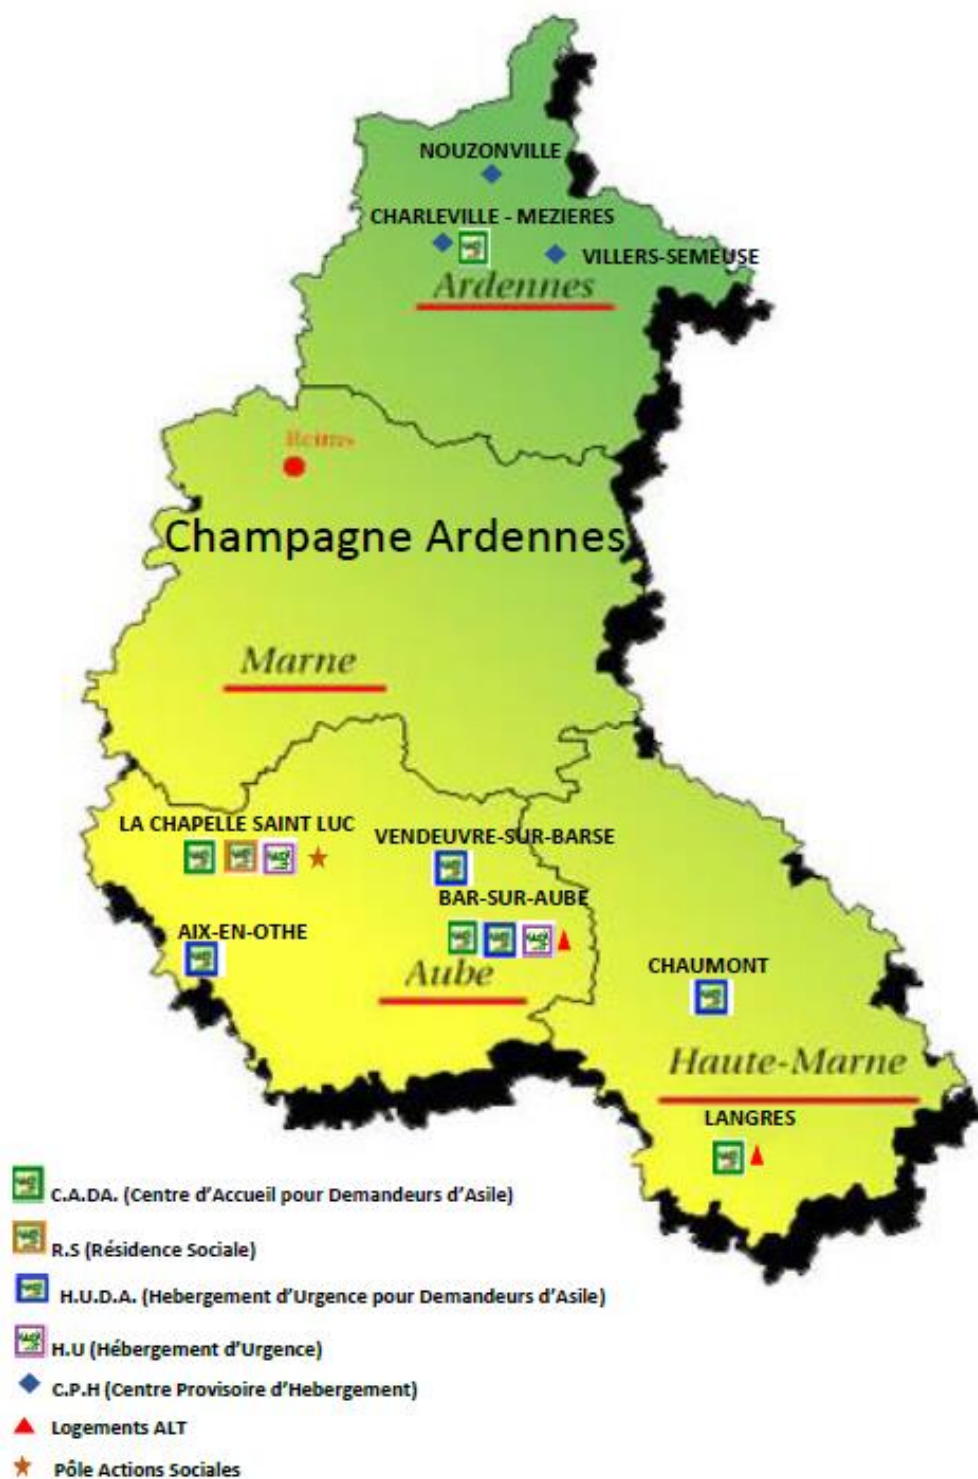 NOUZONVILLE
CHARLEVILLE - MEZIERES
VILLERS-SEMEUSE
Ardennes
Reims
Champagne Ardennes
Marne
LA CHAPELLE SAINT LUC
VENDEUVRE-SUR-BARSE
BAR-SUR-AUBE
AIX-EN-OTHE
Aube
CHAUMONT
Haute-Marne
LANGRES
C.A.DA. (Centre d'Accueil pour Demandeurs d'Asile)
R.S (Résidence Sociale)
H.U.D.A. (Hebergement d'Urgence pour Demandeurs d'Asile)
H.U (Hébergement d'Urgence)
C.P.H (Centre Provisoire d'Hebergement)
Logements ALT
Pôle Actions Sociales